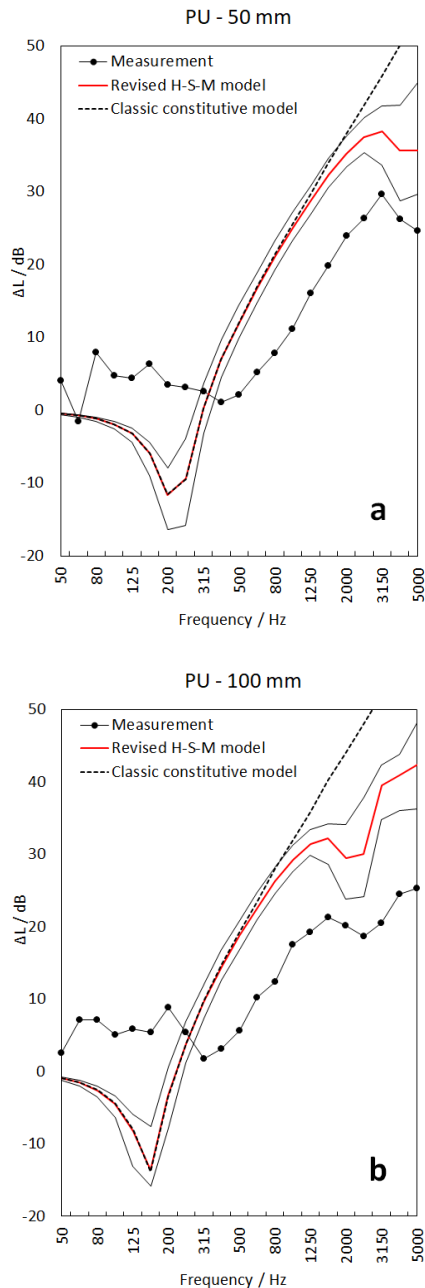 PU - 50 mm
50
40
30
20
10
0
-10
-20
ΔL / dB
Measurement
Revised H-S-M model
Classic constitutive model
a
50
80
125
200
315
500
800
1250
2000
3150
5000
Frequency / Hz
PU - 100 mm
50
40
30
20
10
0
-10
-20
ΔL / dB
Measurement
Revised H-S-M model
Classic constitutive model
b
50
80
125
200
315
500
800
1250
2000
3150
5000
Frequency / Hz